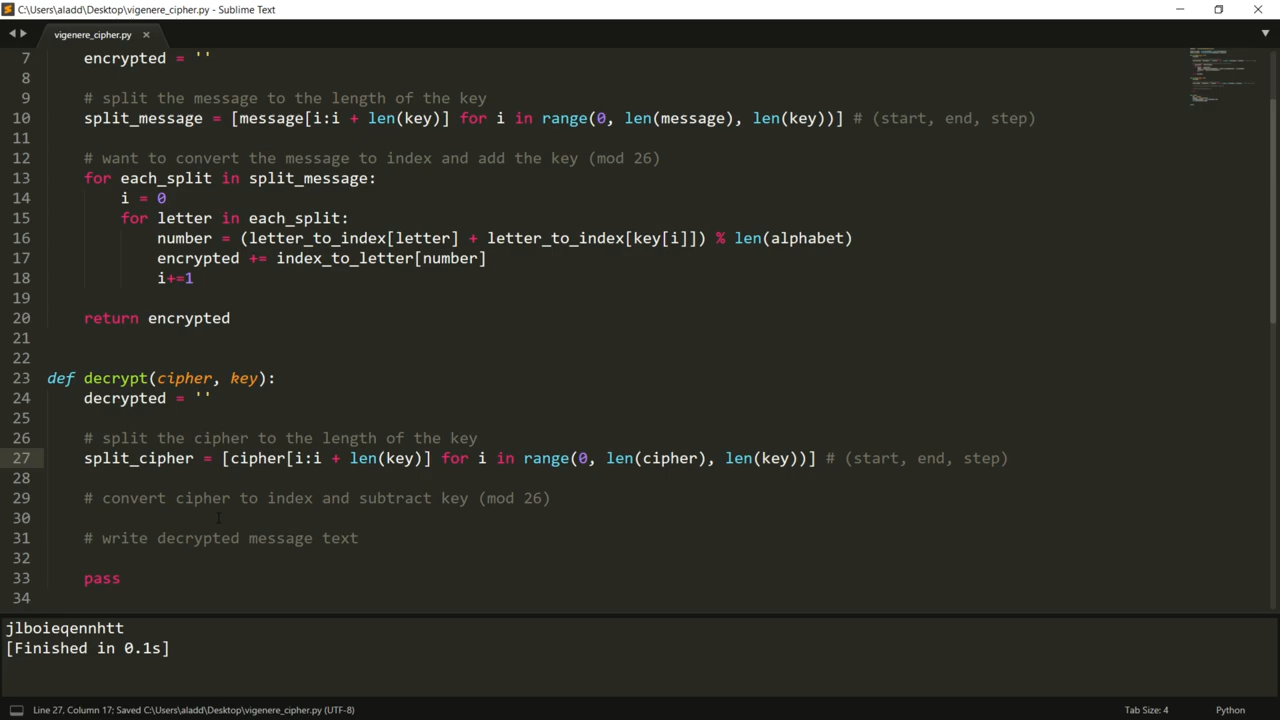 C:\Users\aladd\Desktop\vigenere_cipher.py - Sublime Text
vigenere_cipher.py
7 encrypted = ''
8
9 # split the message to the length of the key
10 split_message = [message[i:i + len(key)] for i in range(0, len(message), len(key))] # (start, end, step)
11
12 # want to convert the message to index and add the key (mod 26)
13 for each_split in split_message:
14 i = 0
15 for letter in each_split:
16 number = (letter_to_index[letter] + letter_to_index[key[i]]) % len(alphabet)
17 encrypted += index_to_letter[number]
18 i+=1
19
20 return encrypted
21
22
23 def decrypt(cipher, key):
24 decrypted = ''
25
26 # split the cipher to the length of the key
27 split_cipher = [cipher[i:i + len(key)] for i in range(0, len(cipher), len(key))] # (start, end, step)
28
29 # convert cipher to index and subtract key (mod 26)
30
31 # write decrypted message text
32
33 pass
34
jlboieqennhtt
[Finished in 0.1s]
Line 27, Column 17; Saved C:\Users\aladd\Desktop\vigenere_cipher.py (UTF-8)
Tab Size: 4
Python